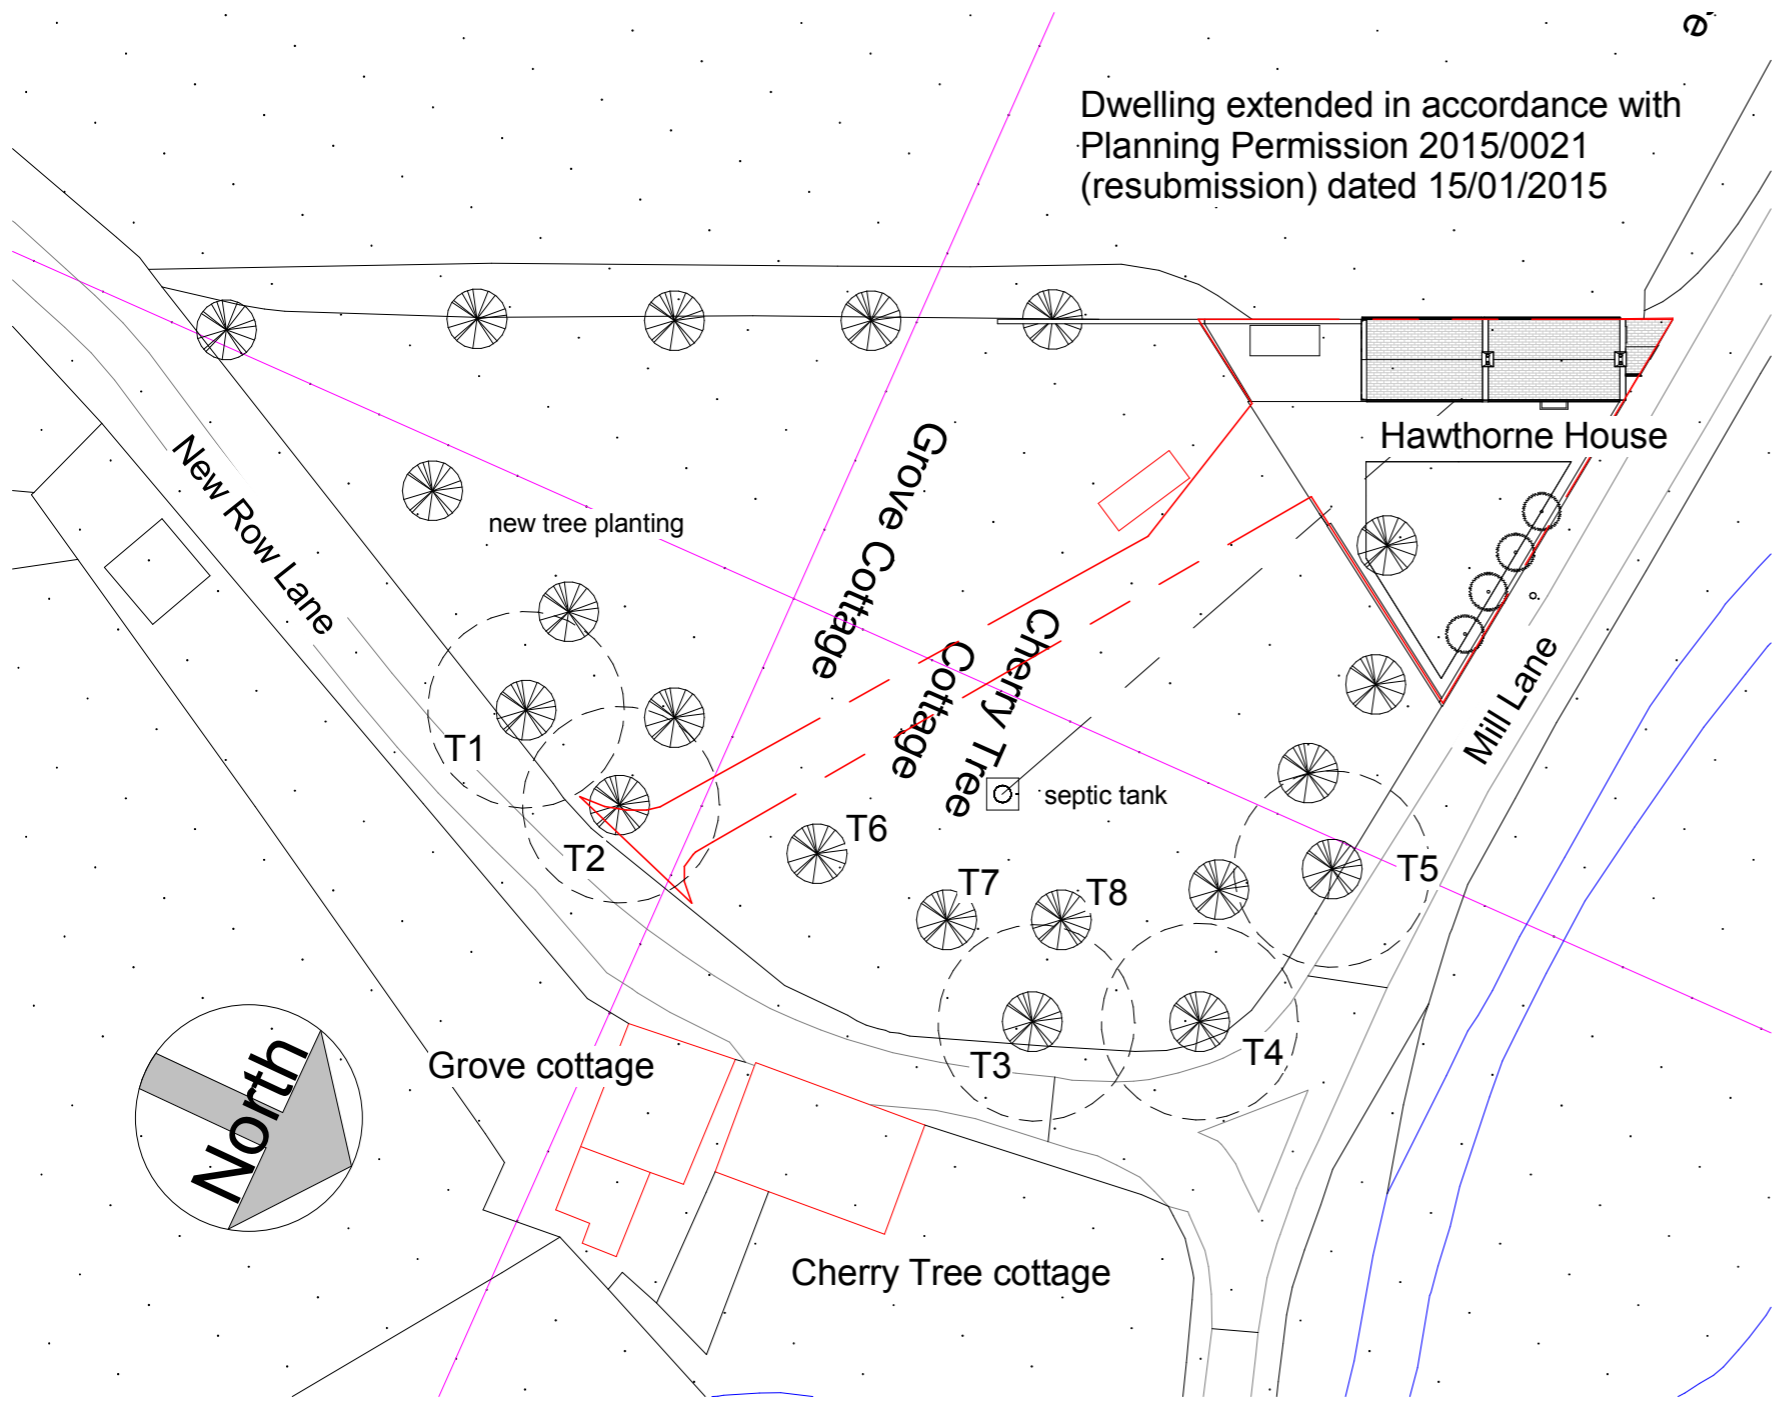 é
Dwelling extended in accordance with
Planning Permission 2015/0021
(resubmission) dated 15/01/2015
Hawthorne House
New Row Lane
new tree planting
Grove Cottage
Cherry Tree
Cottage
Mill Lane
T1
T2
septic tank
T6
T7
T8
T5
T3
T4
Grove cottage
North
Cherry Tree cottage